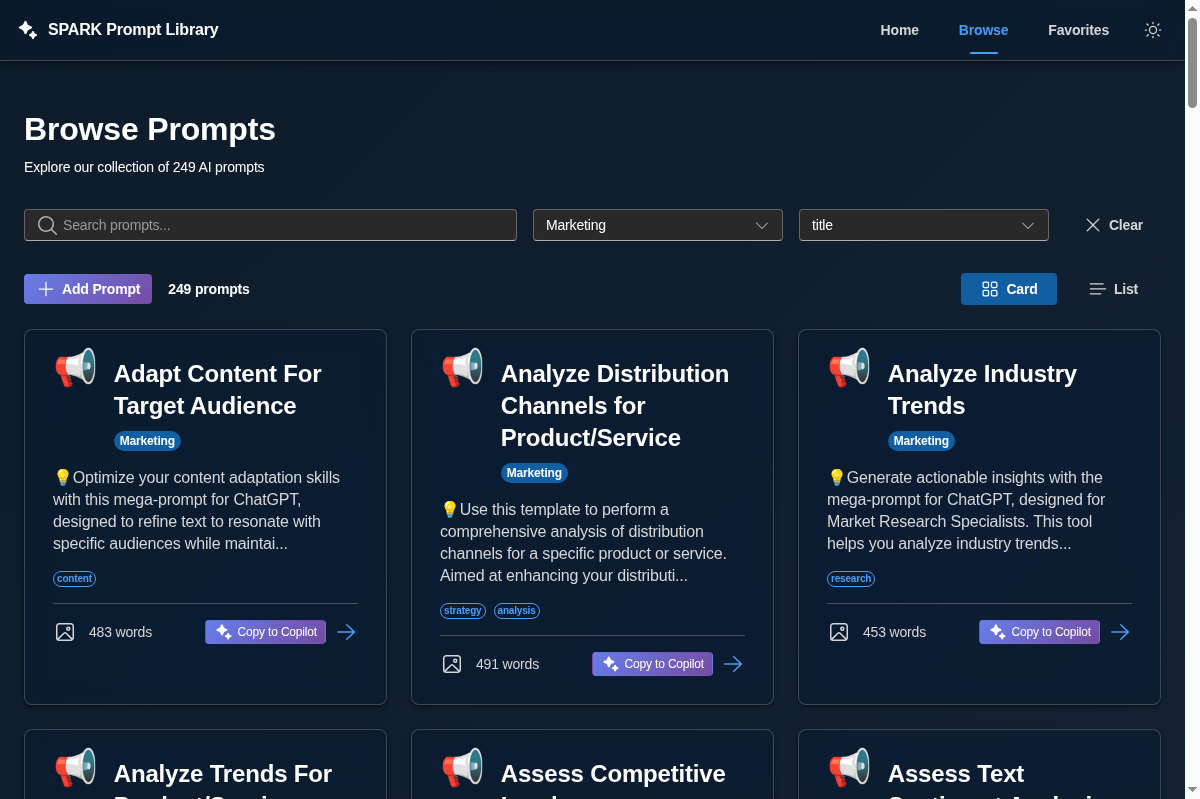 SPARK Prompt Library
Home
Browse
Favorites
Browse Prompts
Explore our collection of 249 AI prompts
Search prompts...
Marketing
title
Clear
Add Prompt
249 prompts
Card
List
Adapt Content For
Target Audience
Marketing
Optimize your content adaptation skills
with this mega-prompt for ChatGPT,
designed to refine text to resonate with
specific audiences while maintai...
content
483 words
Copy to Copilot
Analyze Distribution
Channels for
Product/Service
Marketing
Use this template to perform a
comprehensive analysis of distribution
channels for a specific product or service.
Aimed at enhancing your distributi...
strategy
analysis
491 words
Copy to Copilot
Analyze Industry
Trends
Marketing
Generate actionable insights with the
mega-prompt for ChatGPT, designed for
Market Research Specialists. This tool
helps you analyze industry trends...
research
453 words
Copy to Copilot
Analyze Trends For
Assess Competitive
Assess Text